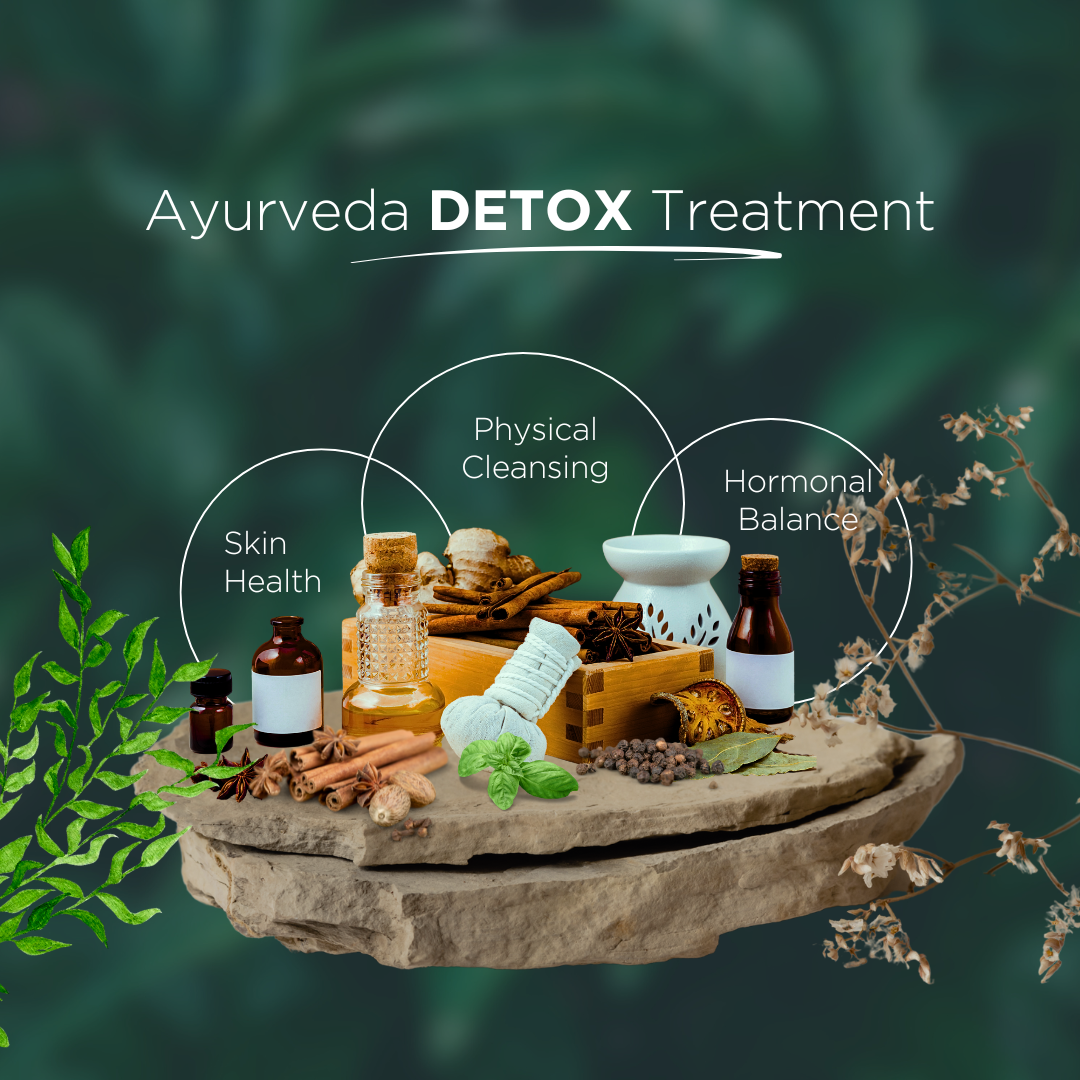 Ayurveda DETOX Treatment
Physical
Cleansing
Hormonal
Balance
Skin
Health